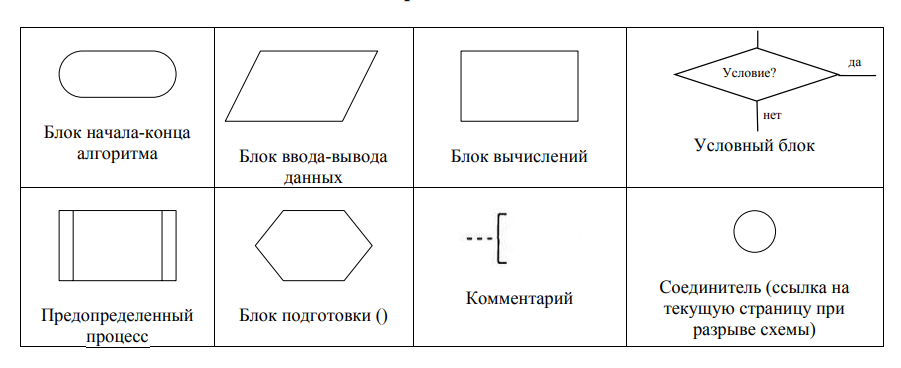 Блок начала-конца
алгоритма
Блок ввода-вывода
данных
Блок вычислений
Условие?
да
нет
Условный блок
Предопределенный
процесс
Блок подготовки ()
Комментарий
Соединитель (ссылка на
текущую страницу при
разрыве схемы)